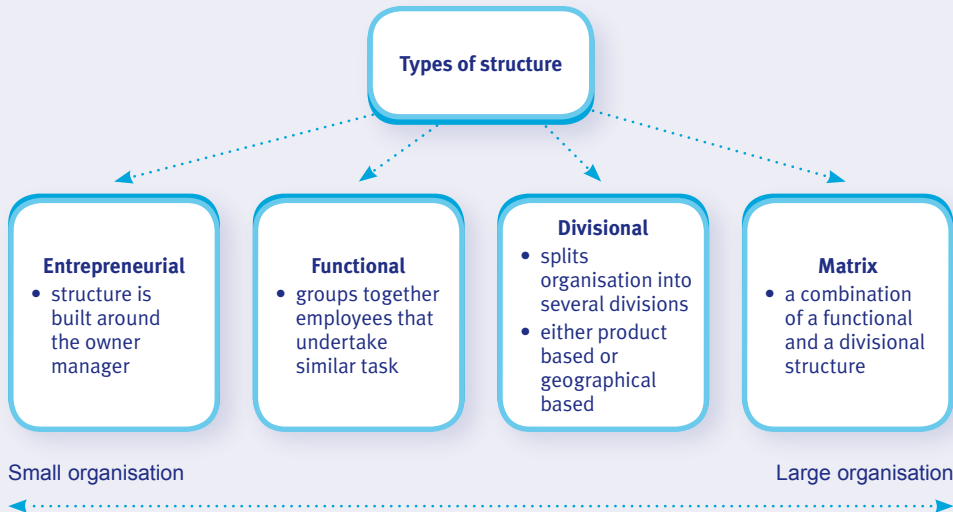 Types of structure
Entrepreneurial
• structure is
built around
the owner
manager
Functional
• groups together
employees that
undertake
similar task
Divisional
• splits
organisation into
several divisions
• either product
based or
geographical
based
Matrix
• a combination
of a functional
and a divisional
structure
Small organisation
Large organisation